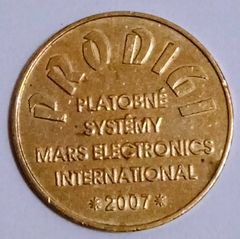 PRODIGI
PLATOBNÉ
SYSTÉMY
MARS ELECTRONICS
INTERNATIONAL
*2007*